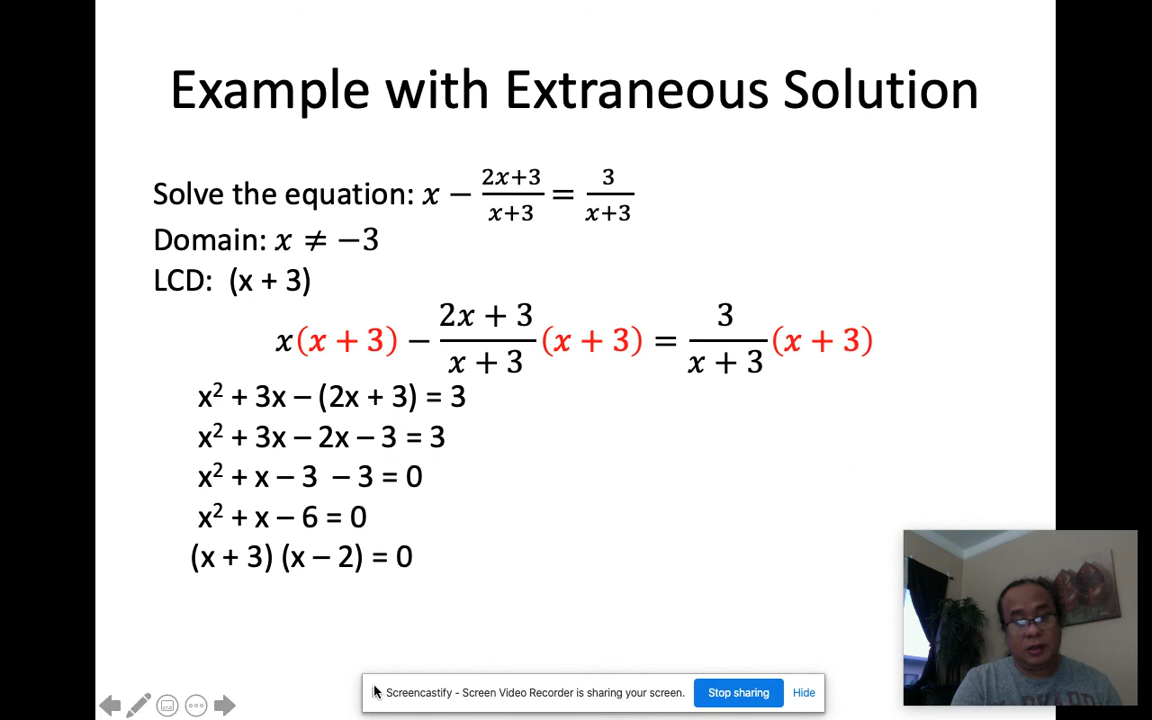 Example with Extraneous Solution
Solve the equation: x − (2x+3)/(x+3) = 3/(x+3)
Domain: x ≠ −3
LCD: (x + 3)
x(x + 3) − (2x + 3)/(x + 3) (x + 3) = 3/(x + 3) (x + 3)
x² + 3x – (2x + 3) = 3
x² + 3x – 2x – 3 = 3
x² + x – 3 – 3 = 0
x² + x – 6 = 0
(x + 3) (x – 2) = 0
Screencastify - Screen Video Recorder is sharing your screen. Stop sharing Hide